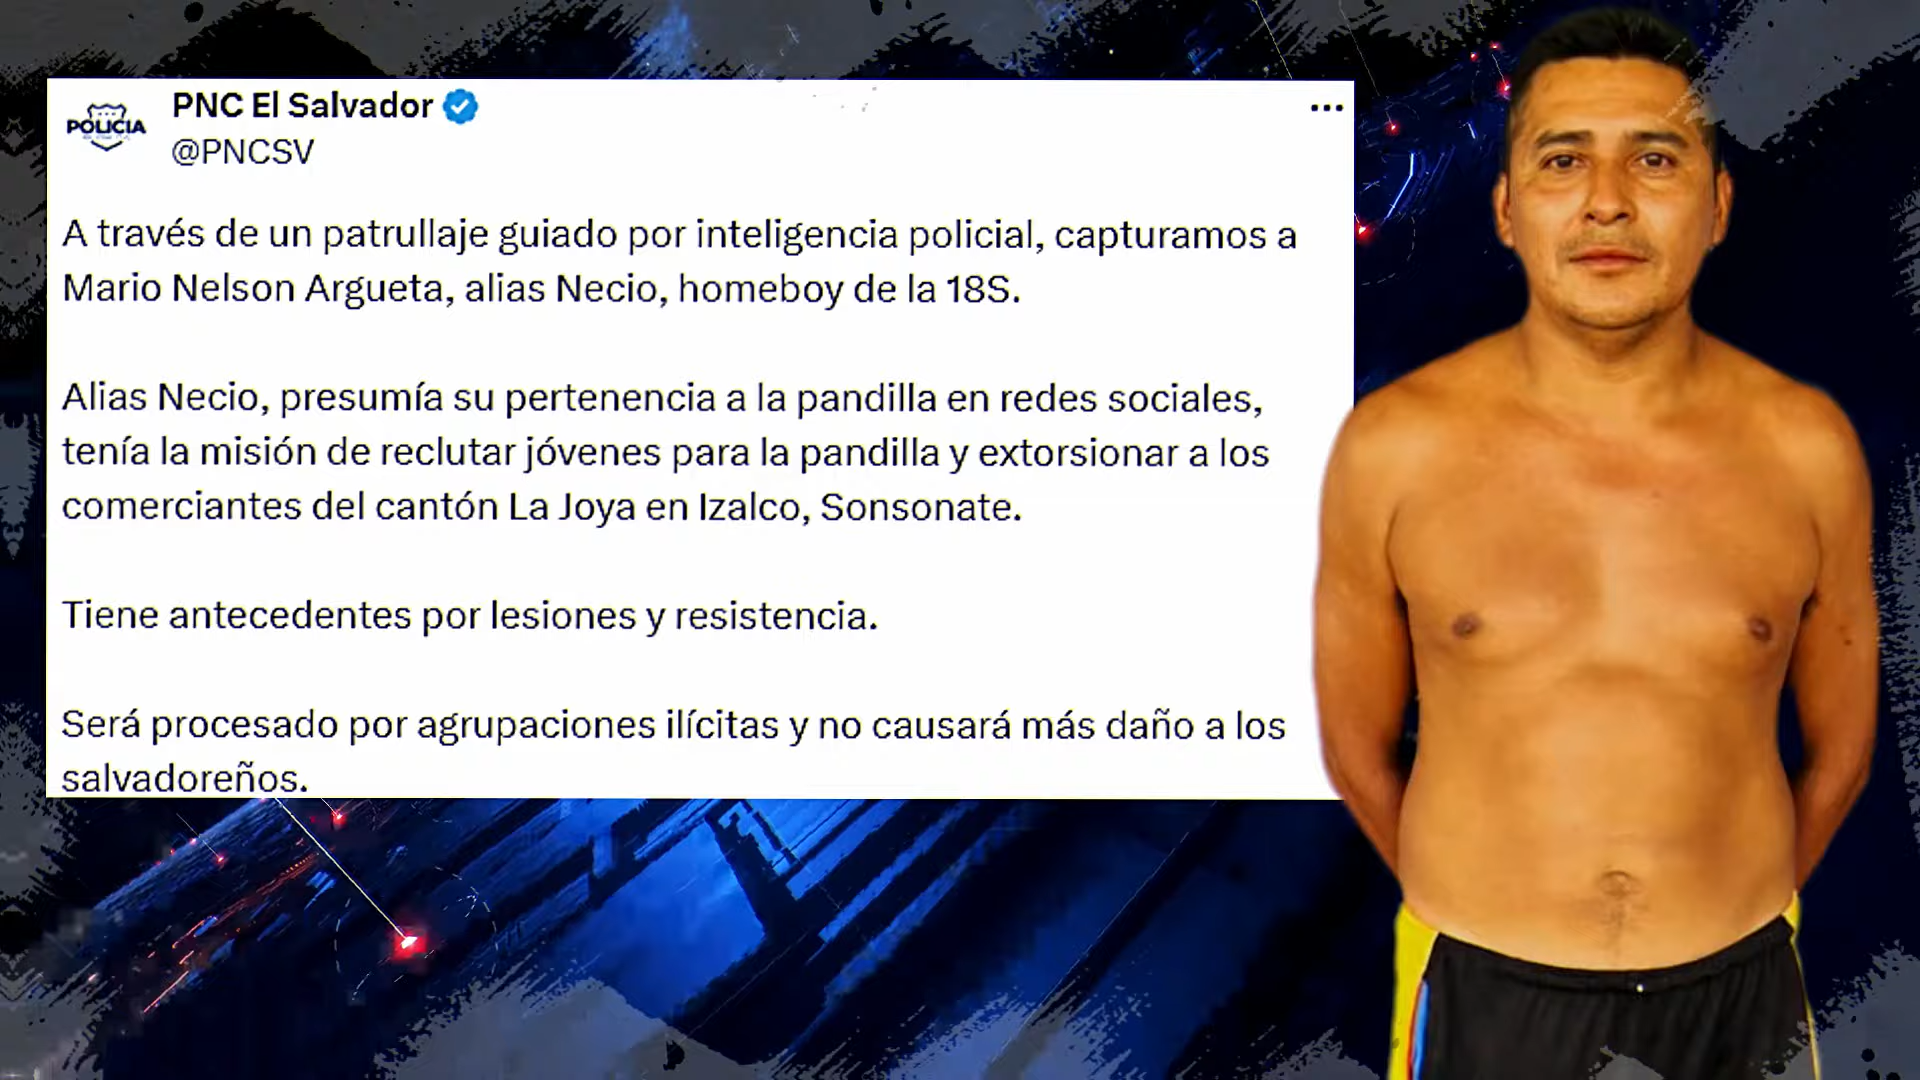 POLICIA
PNC El Salvador
@PNCSV
A través de un patrullaje guiado por inteligencia policial, capturamos a
Mario Nelson Argueta, alias Necio, homeboy de la 18S.
Alias Necio, presumía su pertenencia a la pandilla en redes sociales,
tenía la misión de reclutar jóvenes para la pandilla y extorsionar a los
comerciantes del cantón La Joya en Izalco, Sonsonate.
Tiene antecedentes por lesiones y resistencia.
Será procesado por agrupaciones ilícitas y no causará más daño a los
salvadoreños.